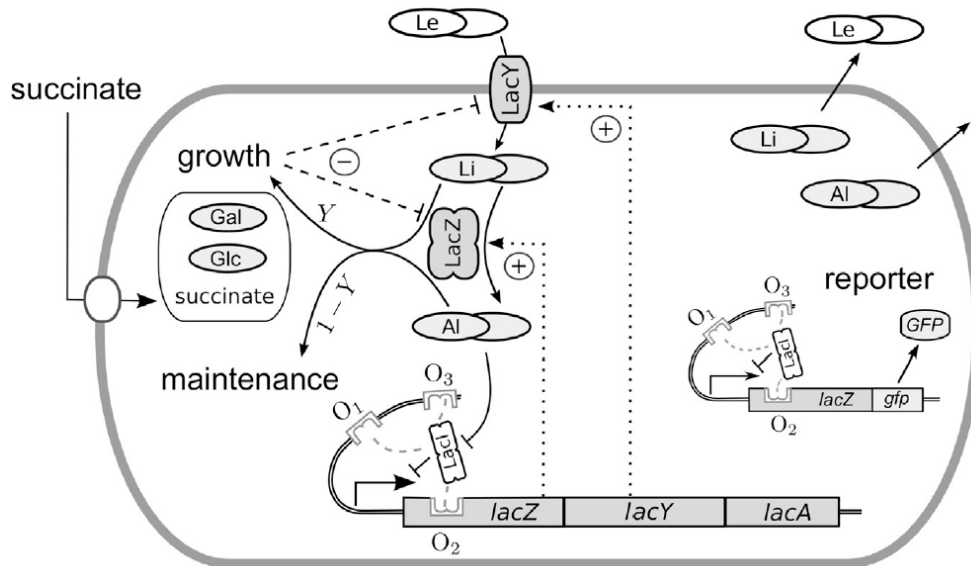 Le
Le
succinate
LacY
+
growth
−
Li
Li
Al
Gal
Y
LacZ
Glc
+
succinate
reporter
1 − Y
Al
O1
O3
GFP
LacI
maintenance
O3
O1
lacZ
gfp
O2
LacI
lacZ
lacY
lacA
O2